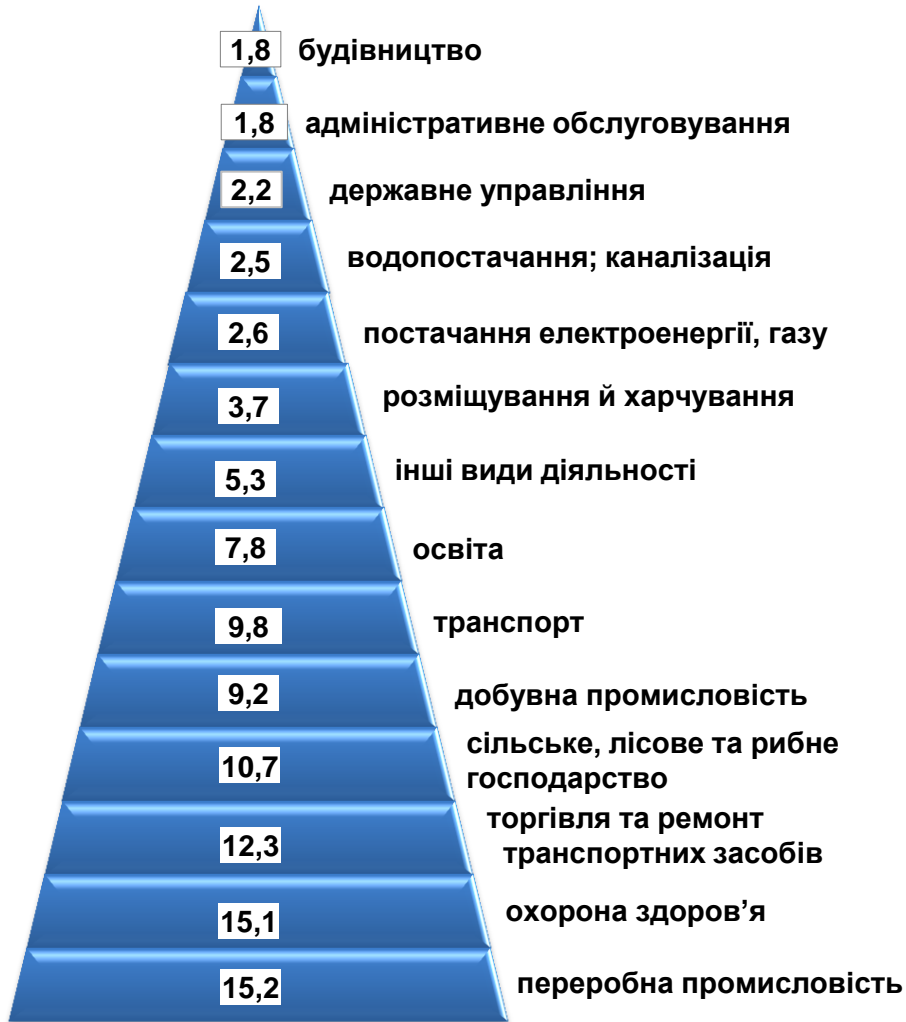 1,8 будівництво
1,8 адміністративне обслуговування
2,2 державне управління
2,5 водопостачання; каналізація
2,6 постачання електроенергії, газу
3,7 розміщування й харчування
5,3 інші види діяльності
7,8 освіта
9,8 транспорт
9,2 добувна промисловість
10,7 сільське, лісове та рибне
господарство
12,3 торгівля та ремонт
транспортних засобів
15,1 охорона здоров’я
15,2 переробна промисловість